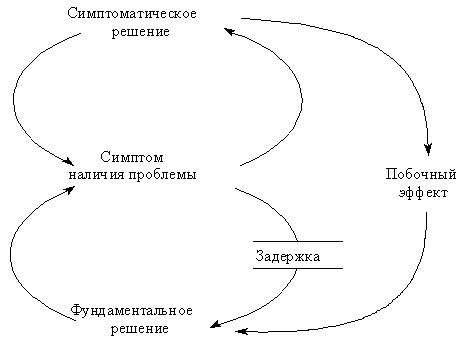 Симптоматическое
решение
Симптом
наличия проблемы
Побочный
эффект
Задержка
Фундаментальное
решение